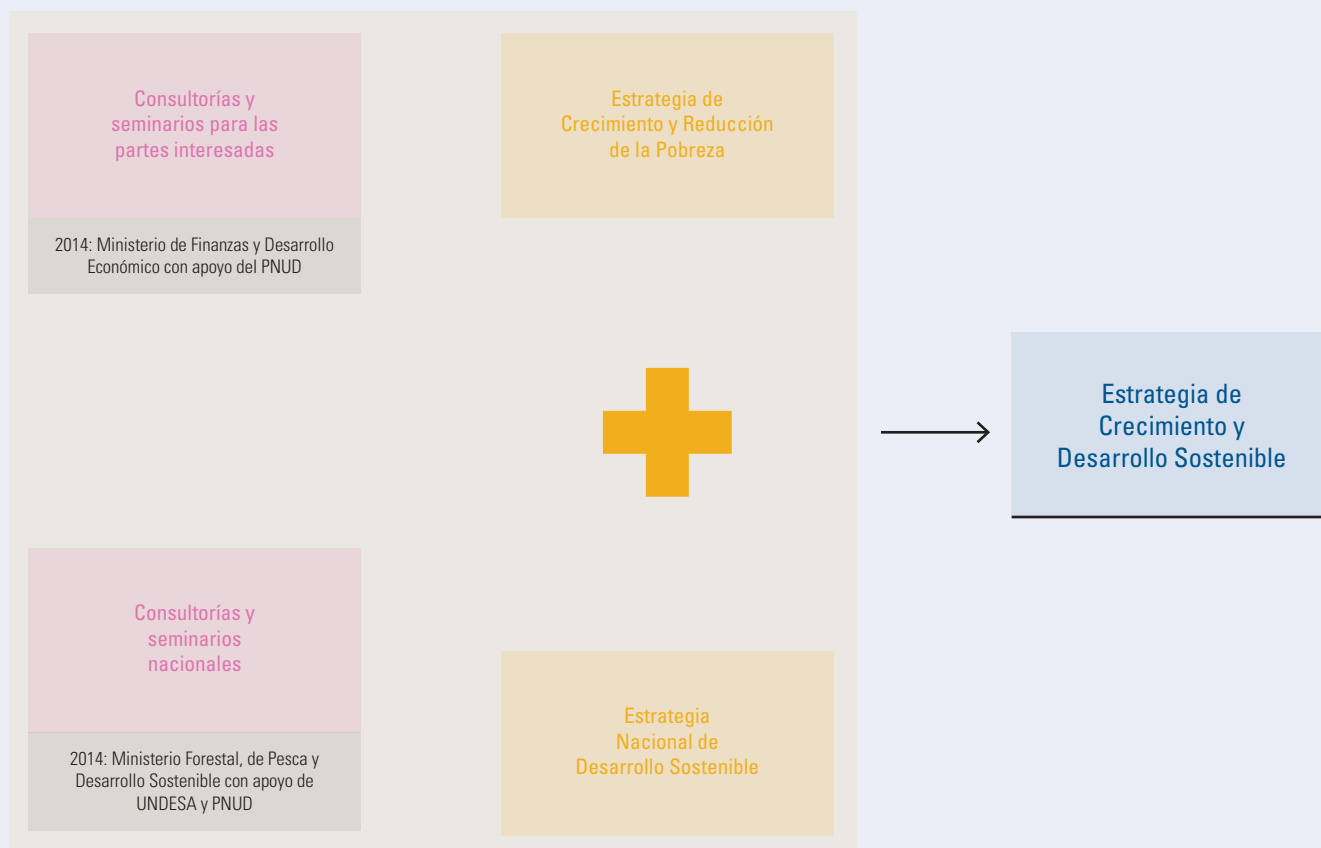 Consultorías y
seminarios para las
partes interesadas
2014: Ministerio de Finanzas y Desarrollo
Económico con apoyo del PNUD
Estrategia de
Crecimiento y Reducción
de la Pobreza
Consultorías y
seminarios
nacionales
2014: Ministerio Forestal, de Pesca y
Desarrollo Sostenible con apoyo de
UNDESA y PNUD
Estrategia
Nacional de
Desarrollo Sostenible
Estrategia de
Crecimiento y
Desarrollo Sostenible